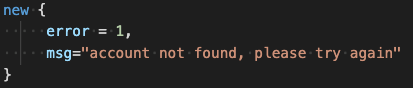 new {
    error = 1,
    msg="account not found, please try again"
}